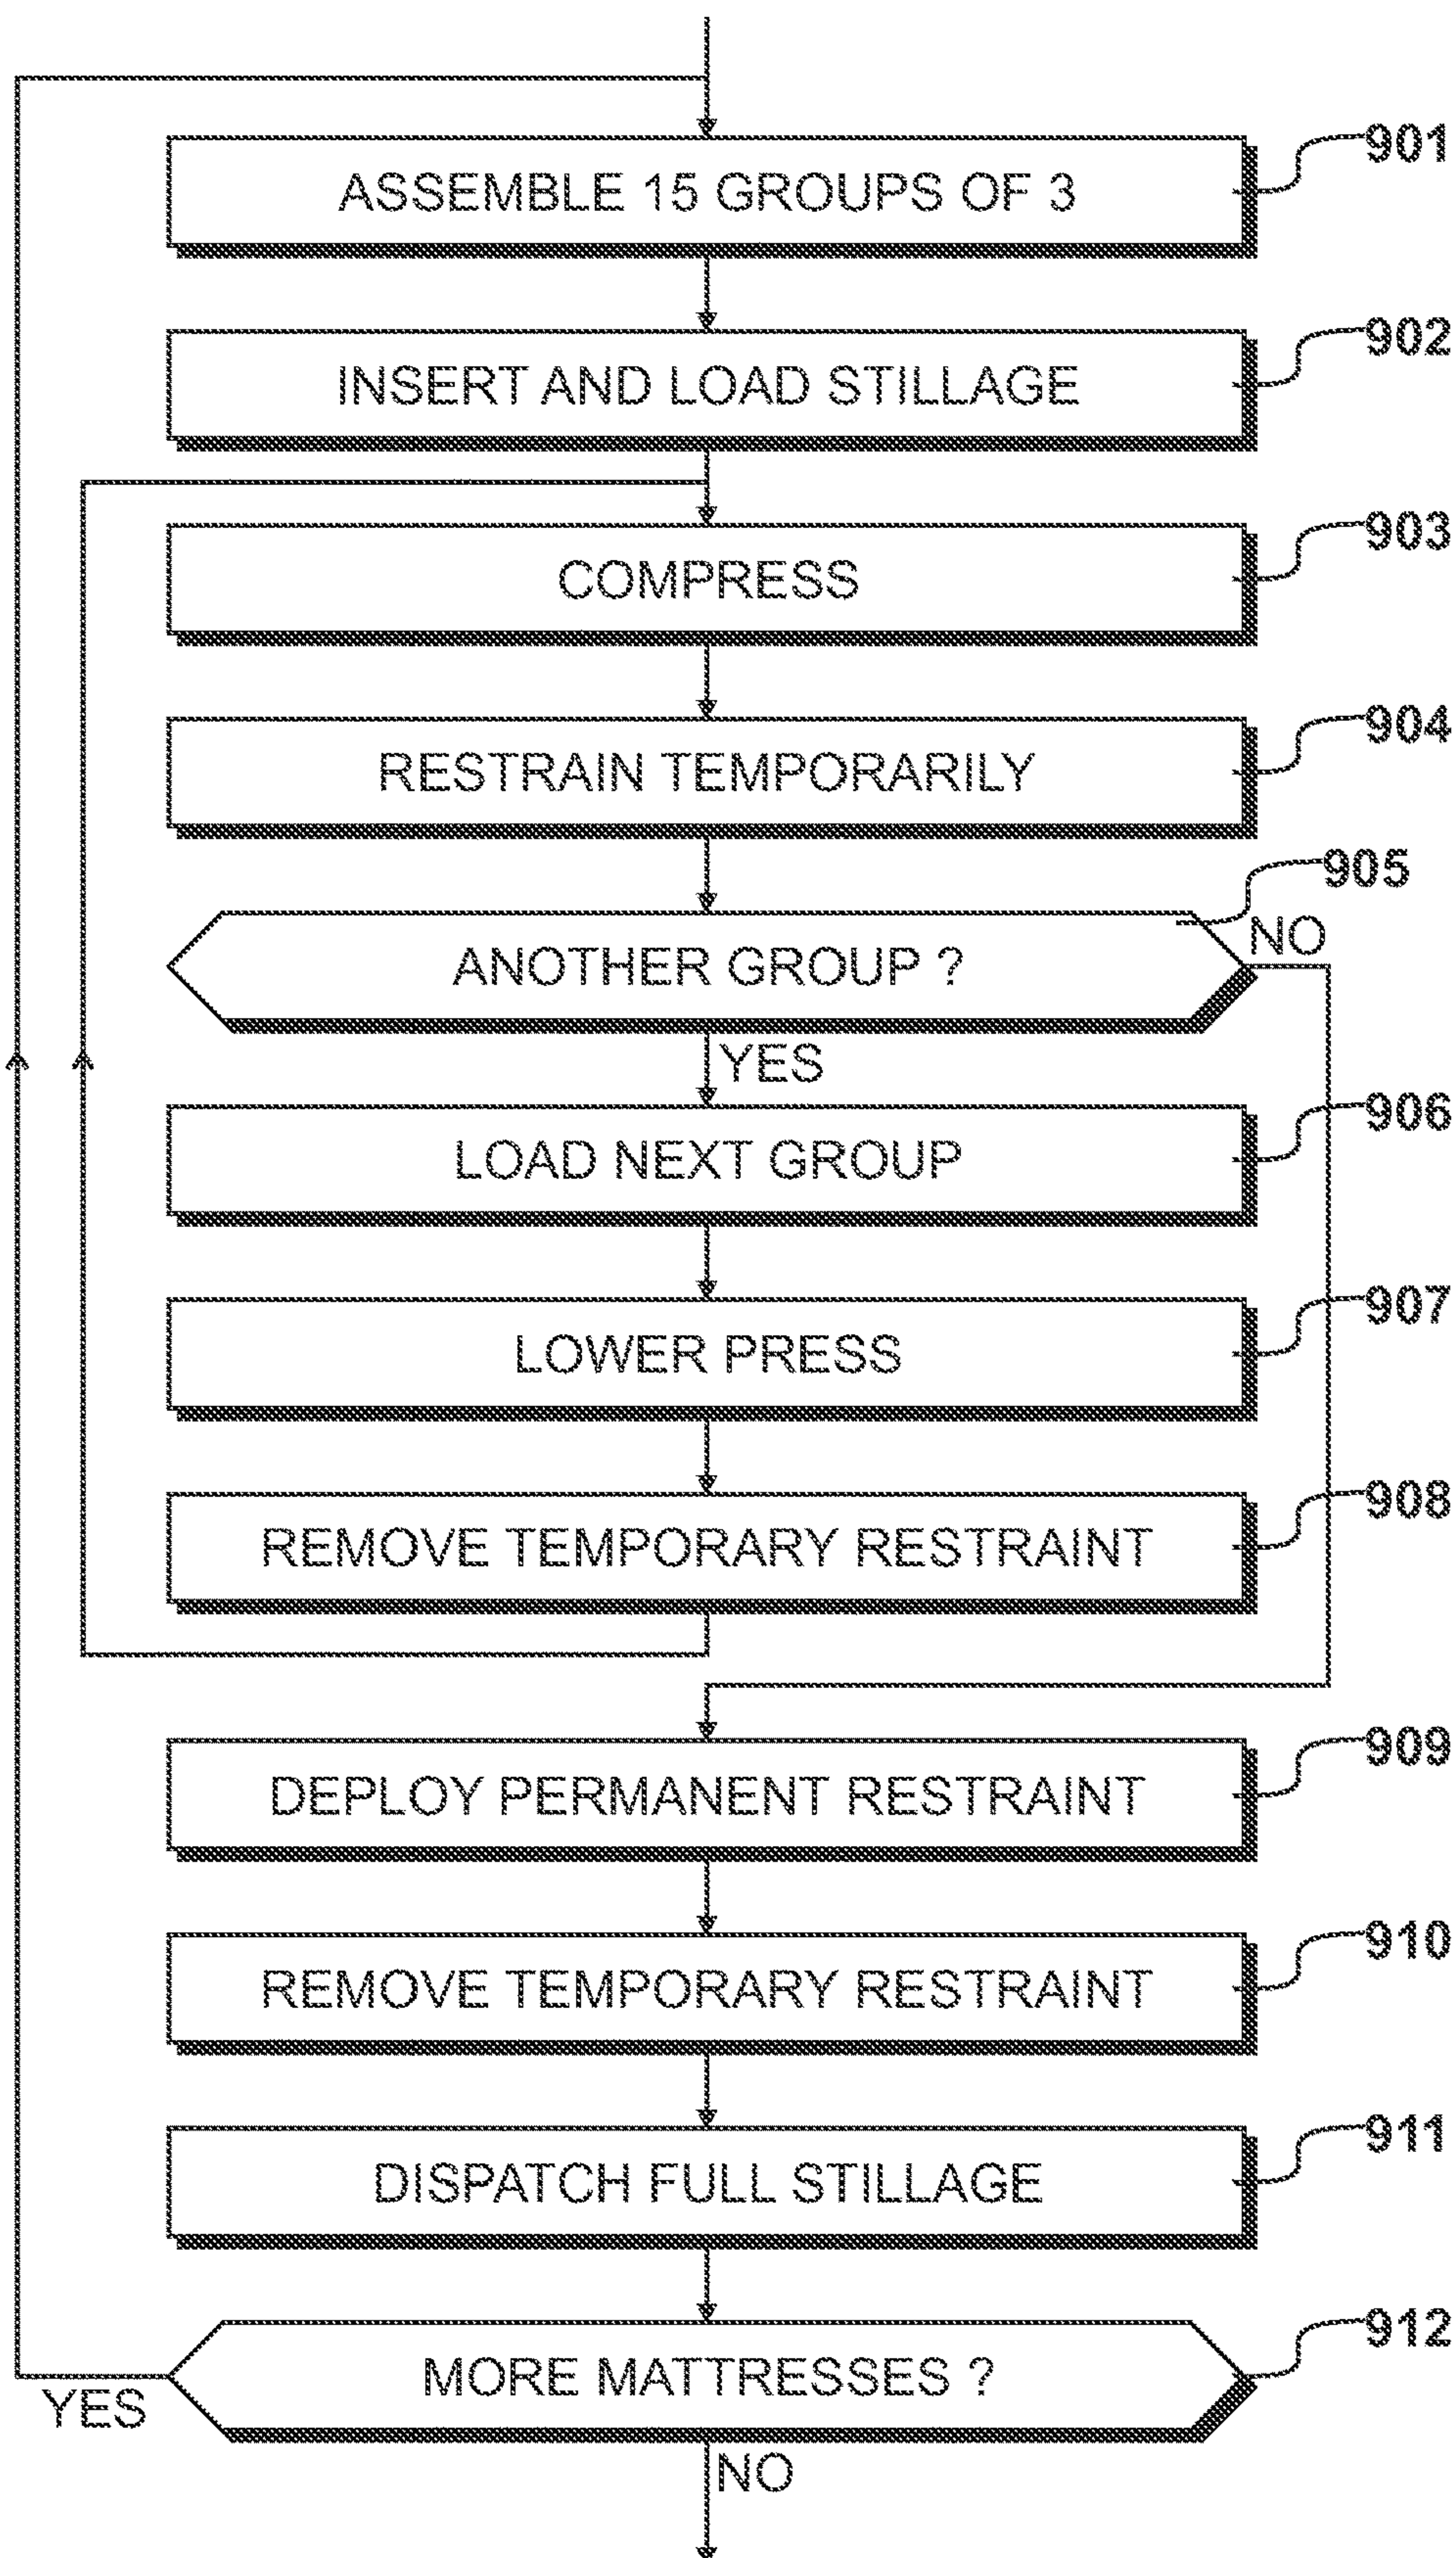 901
ASSEMBLE 15 GROUPS OF 3
902
INSERT AND LOAD STILLAGE
903
COMPRESS
904
RESTRAIN TEMPORARILY
905
NO
ANOTHER GROUP ?
YES
906
LOAD NEXT GROUP
907
LOWER PRESS
908
REMOVE TEMPORARY RESTRAINT
909
DEPLOY PERMANENT RESTRAINT
910
REMOVE TEMPORARY RESTRAINT
911
DISPATCH FULL STILLAGE
912
MORE MATTRESSES ?
YES
NO